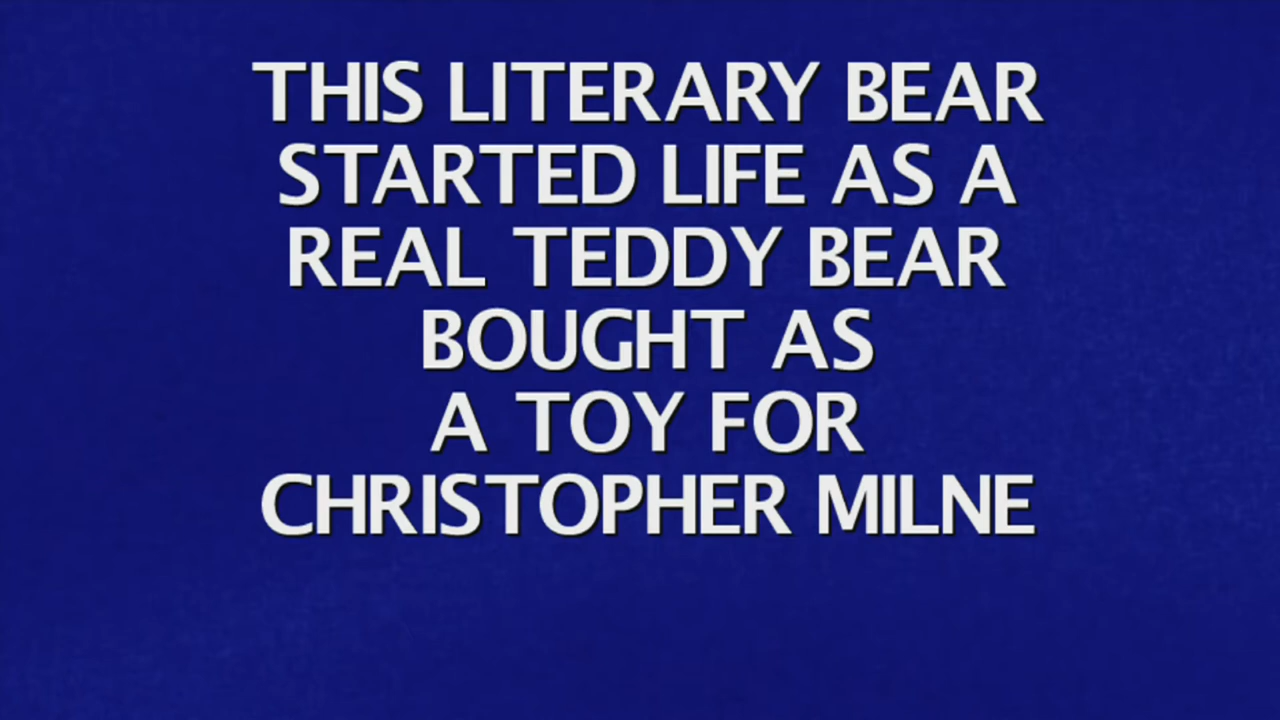 THIS LITERARY BEAR
STARTED LIFE AS A
REAL TEDDY BEAR
BOUGHT AS
A TOY FOR
CHRISTOPHER MILNE